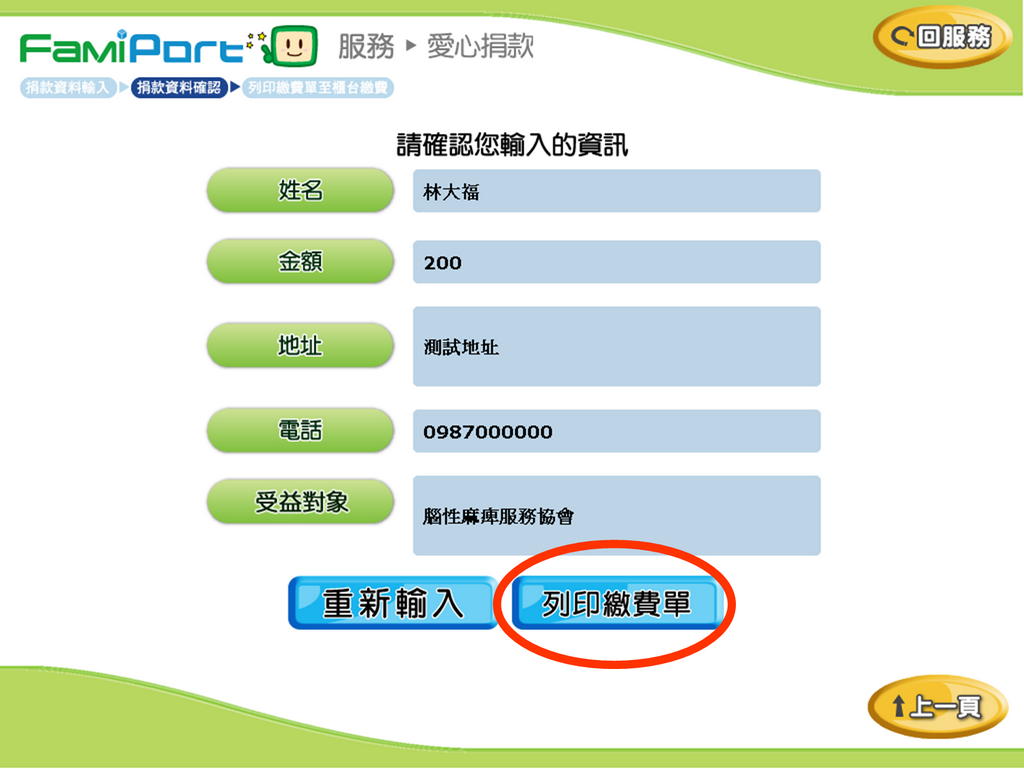 FamiPort 服務 ▶ 愛心捐款
回服務
捐款資料輸入 ▶ 捐款資料確認 ▶ 列印繳費單至櫃台繳費
請確認您輸入的資訊
姓名 林大福
金額 200
地址 測試地址
電話 0987000000
受益對象 腦性麻痺服務協會
重新輸入 列印繳費單
上一頁